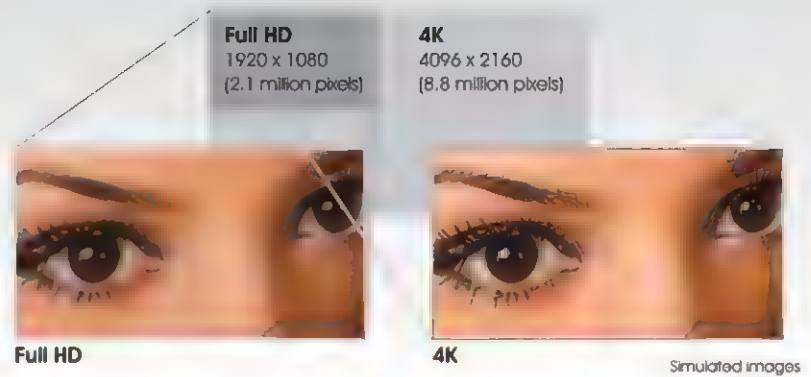 Full HD
1920 x 1080
(2.1 million pixels)
4K
4096 x 2160
(8.8 million pixels)
Full HD
4K
Simulated images